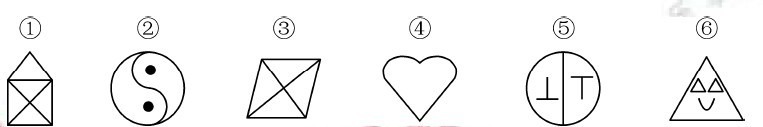 ① ② ③ ④ ⑤ ⑥